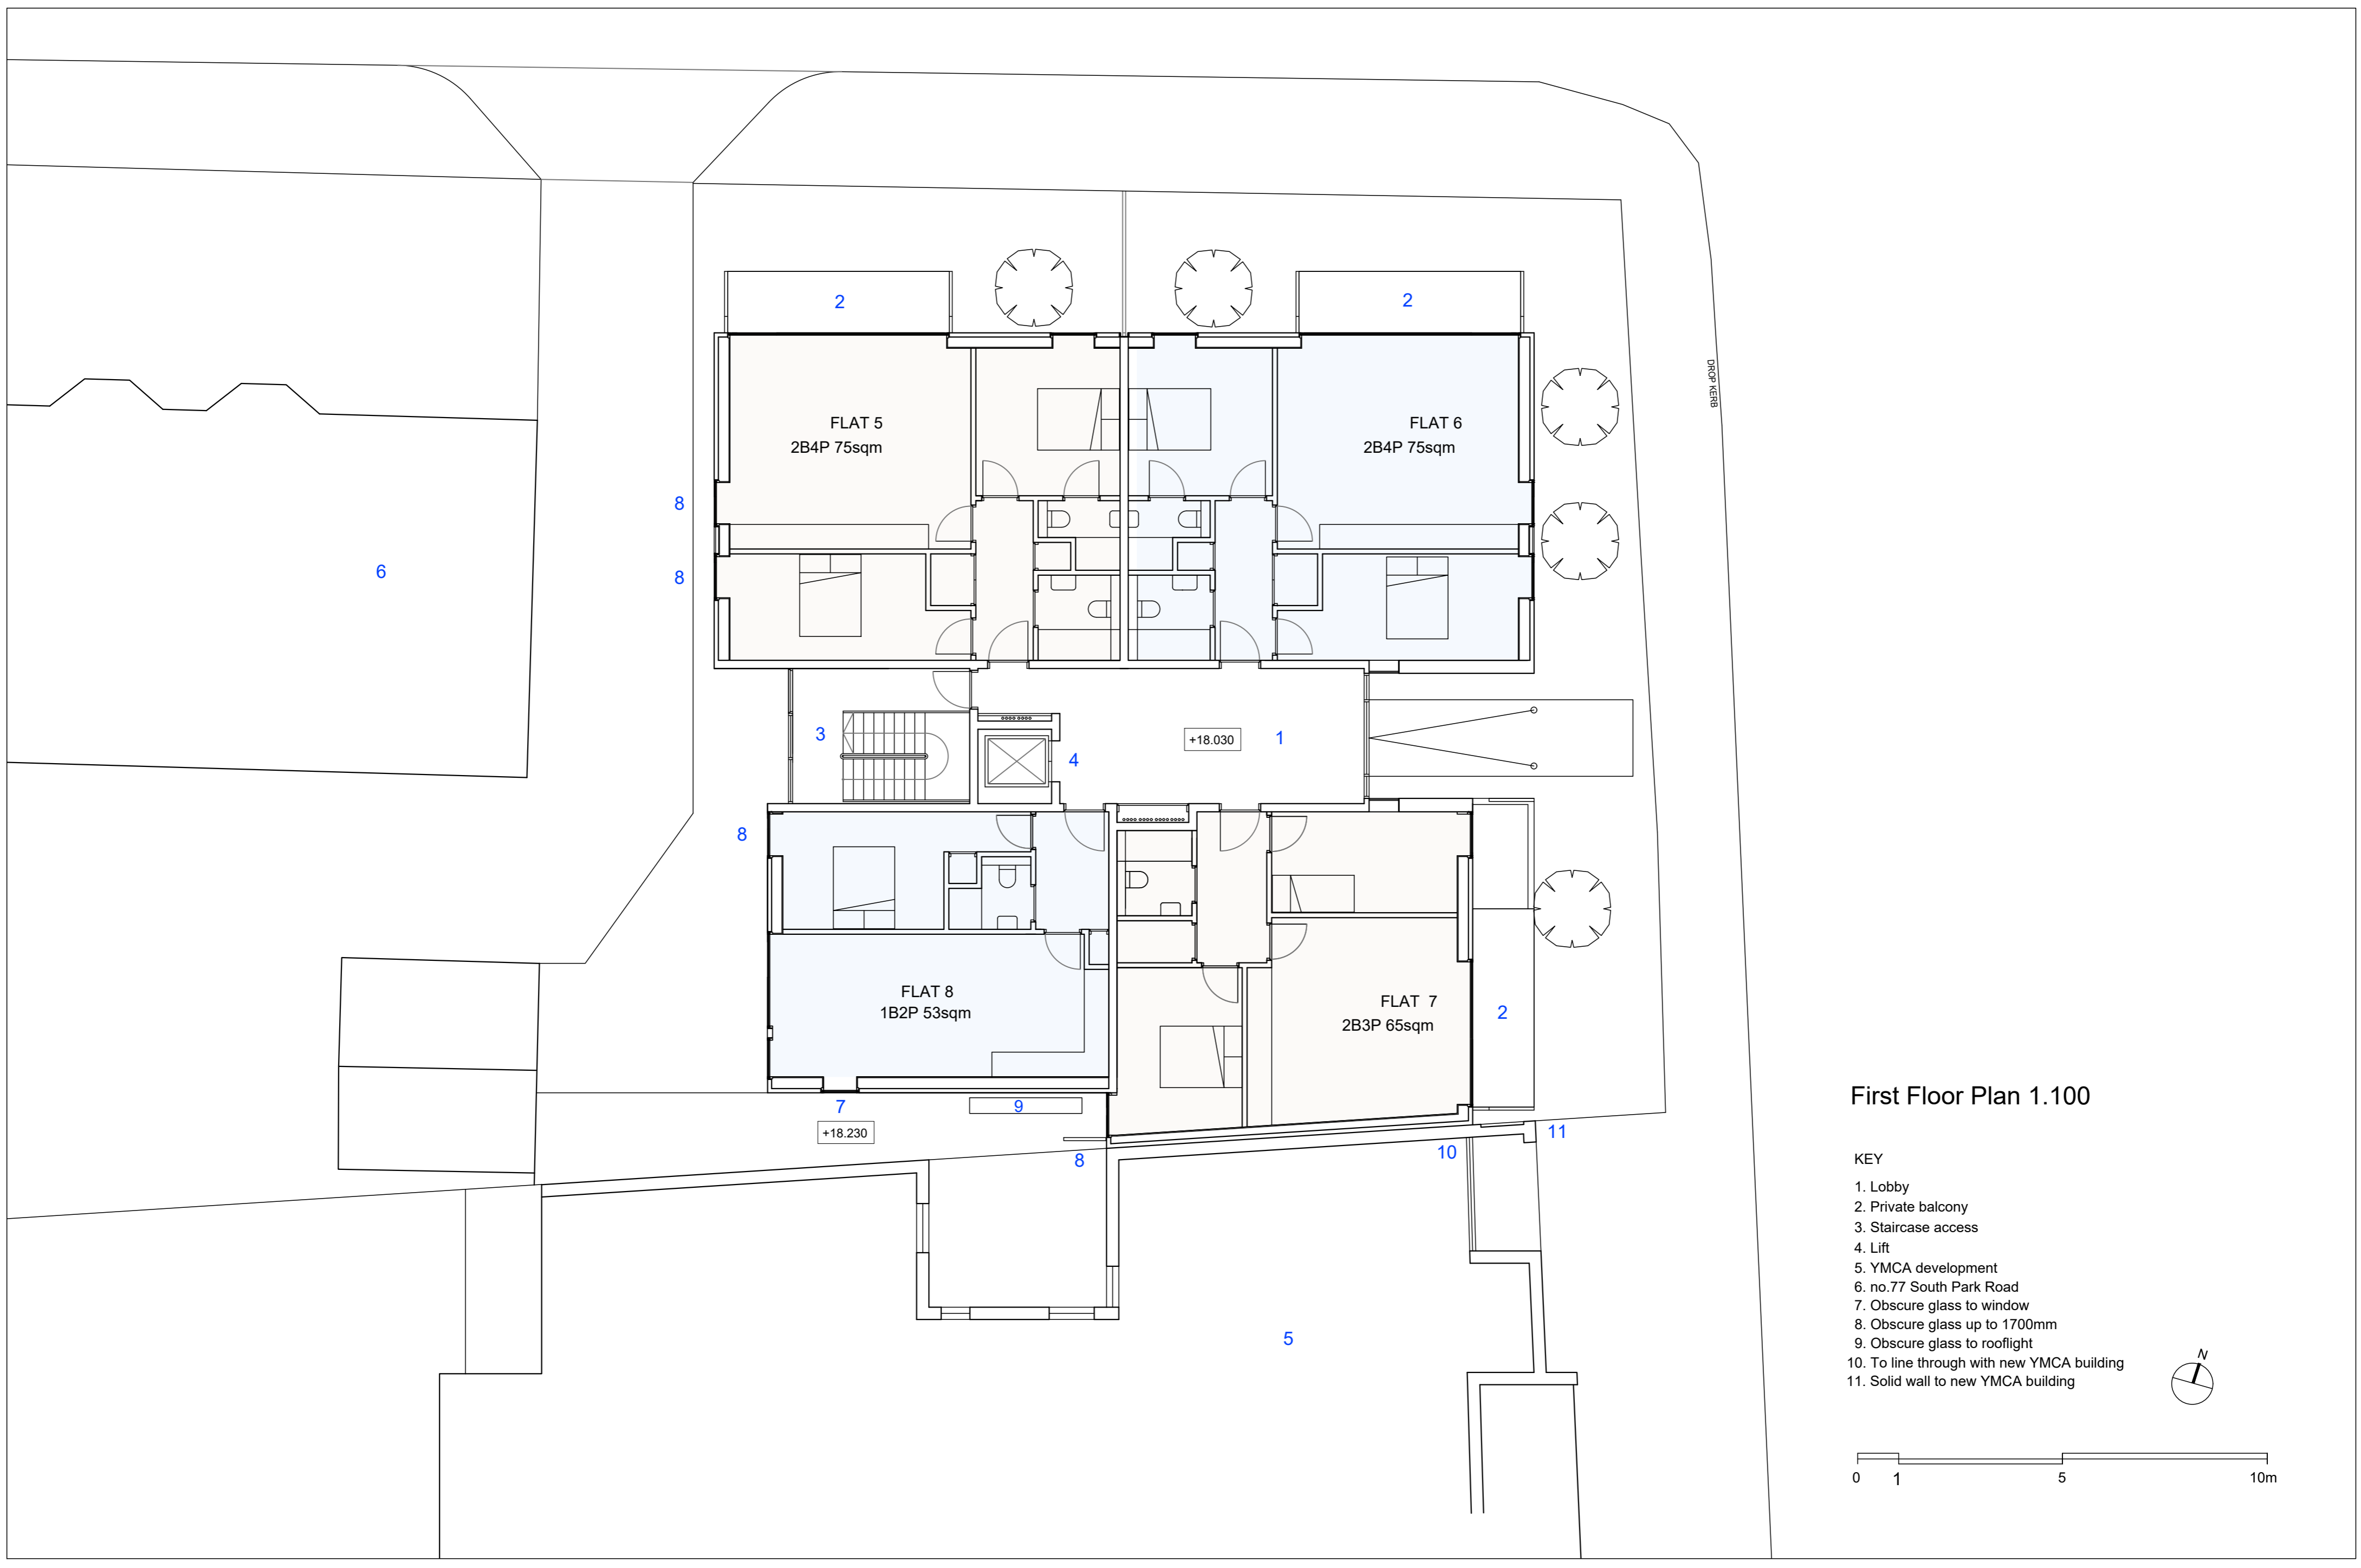 2
2
DROP KERB
FLAT 5
2B4P 75sqm
FLAT 6
2B4P 75sqm
8
6
8
3
+18.030
1
4
8
FLAT 8
1B2P 53sqm
FLAT 7
2B3P 65sqm
2
7
9
+18.230
8
10
11
5
First Floor Plan 1.100
KEY
1. Lobby
2. Private balcony
3. Staircase access
4. Lift
5. YMCA development
6. no.77 South Park Road
7. Obscure glass to window
8. Obscure glass up to 1700mm
9. Obscure glass to rooflight
10. To line through with new YMCA building
11. Solid wall to new YMCA building
N
0 1 5 10m